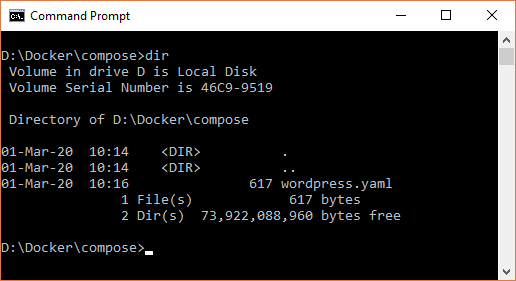 Command Prompt
D:\Docker\compose>dir
 Volume in drive D is Local Disk
 Volume Serial Number is 46C9-9519

 Directory of D:\Docker\compose

01-Mar-20  10:14    <DIR>          .
01-Mar-20  10:14    <DIR>          ..
01-Mar-20  10:16               617 wordpress.yaml
               1 File(s)            617 bytes
               2 Dir(s)  73,922,088,960 bytes free

D:\Docker\compose>